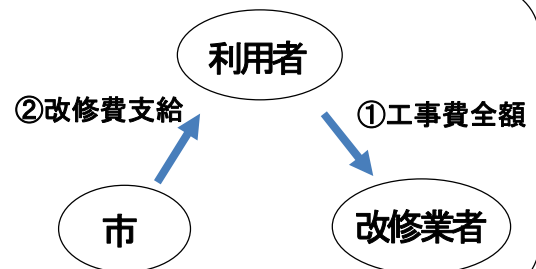 利用者
②改修費支給
①工事費全額
市
改修業者